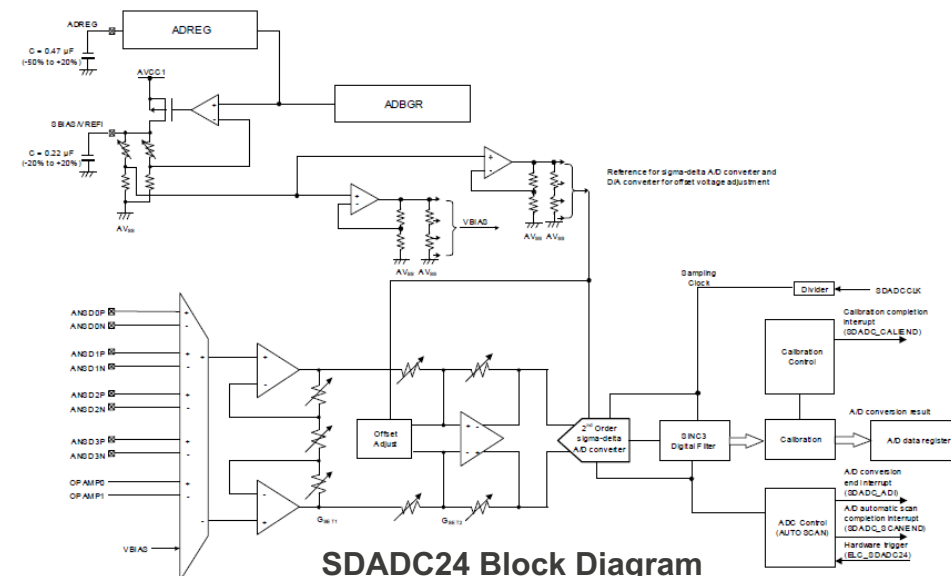 ADREG
ADREG
C = 0.47 µF
(-50% to +20%)
AVCC1
ADBGR
SBIAS/VREFI
C = 0.22 µF
(-20% to +20%)
Reference for sigma-delta A/D converter and
D/A converter for offset voltage adjustment
VBIAS
AVSS
AVSS AVSS
AVSS AVSS
Sampling
Clock
Divider
SDADCCLK
Calibration completion
interrupt
(SDADC_CALIEND)
Calibration
Control
ANSD0P
ANSD0N
ANSD1P
ANSD1N
ANSD2P
ANSD2N
ANSD3P
ANSD3N
OPAMP0
OPAMP1
VBIAS
GSET1
GSET2
Offset
Adjust
2nd Order
sigma-delta
A/D converter
SINC3
Digital Filter
Calibration
A/D conversion result
A/D data register
ADC Control
(AUTOSCAN)
A/D conversion
end interrupt
(SDADC_ADI)
A/D automatic scan
completion interrupt
(SDADC_SCANEND)
Hardware trigger
(ELC_SDADC24)
SDADC24 Block Diagram